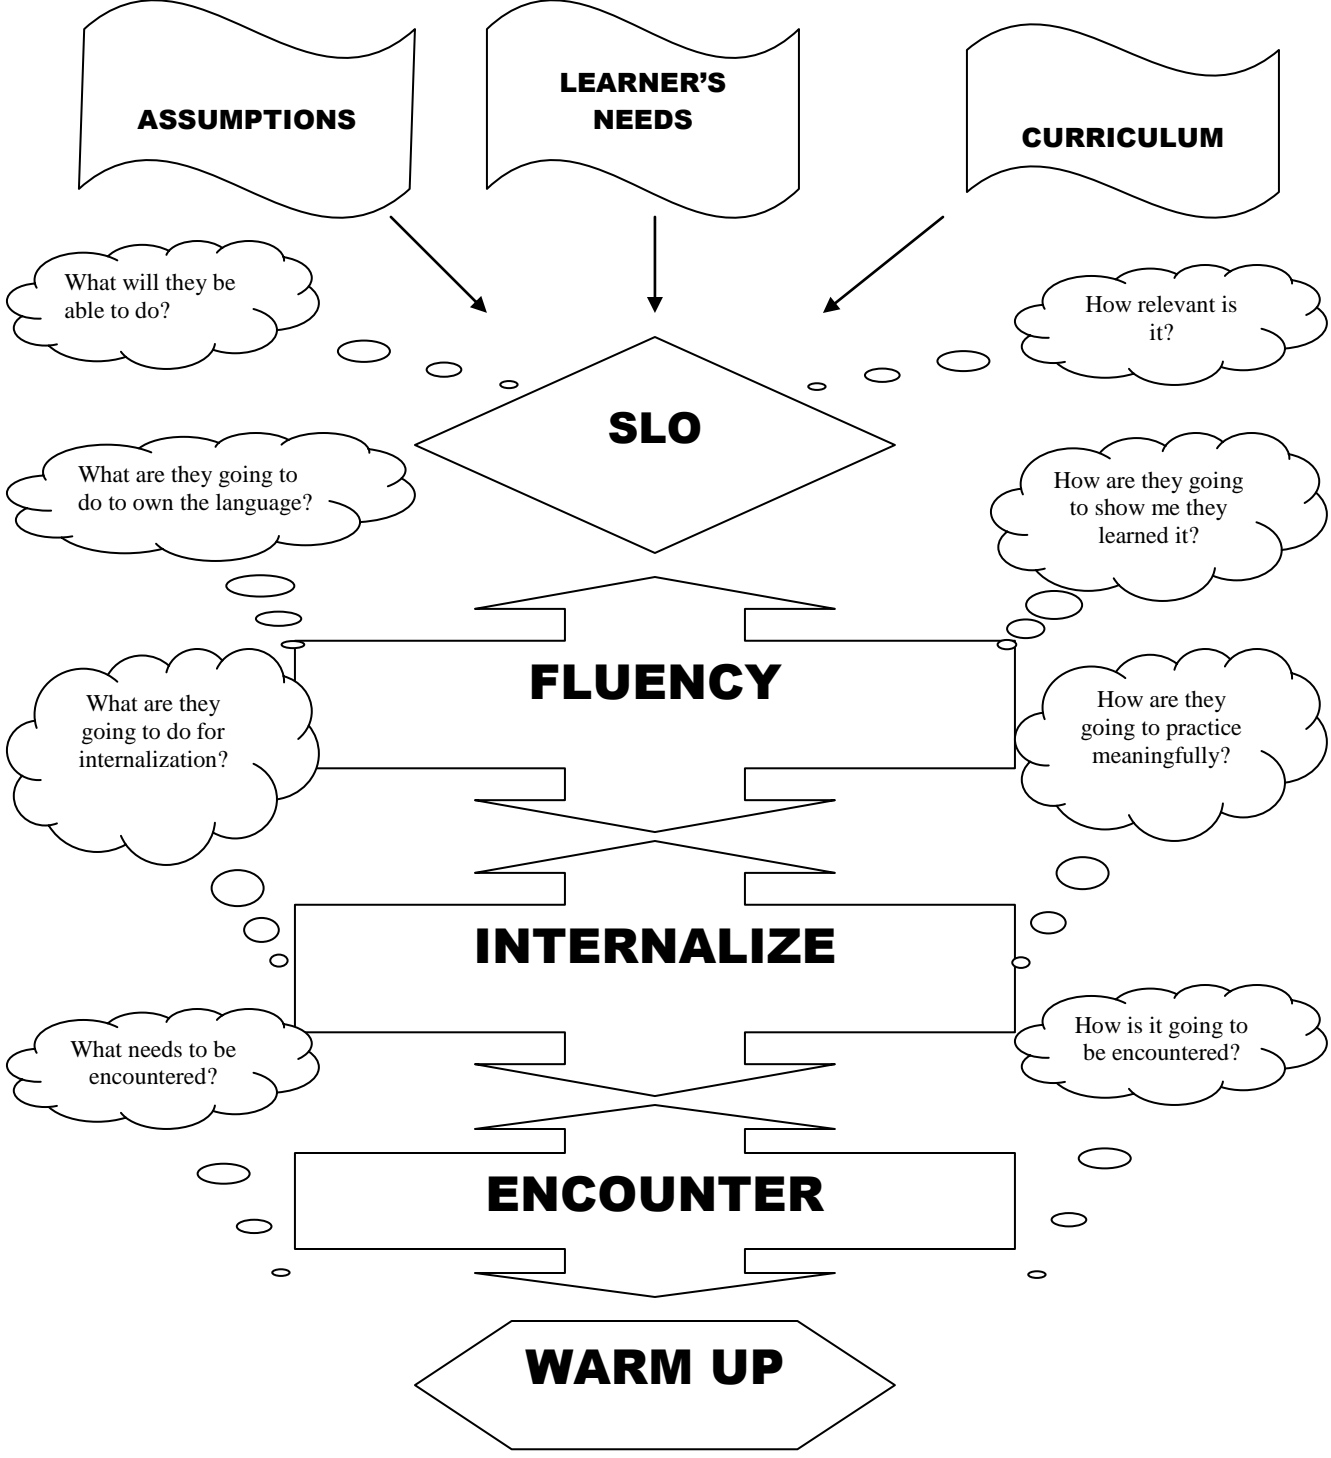 ASSUMPTIONS
LEARNER’S
NEEDS
CURRICULUM
What will they be
able to do?
How relevant is
it?
SLO
What are they going to
do to own the language?
How are they going
to show me they
learned it?
FLUENCY
What are they
going to do for
internalization?
How are they
going to practice
meaningfully?
INTERNALIZE
What needs to be
encountered?
How is it going to
be encountered?
ENCOUNTER
WARM UP